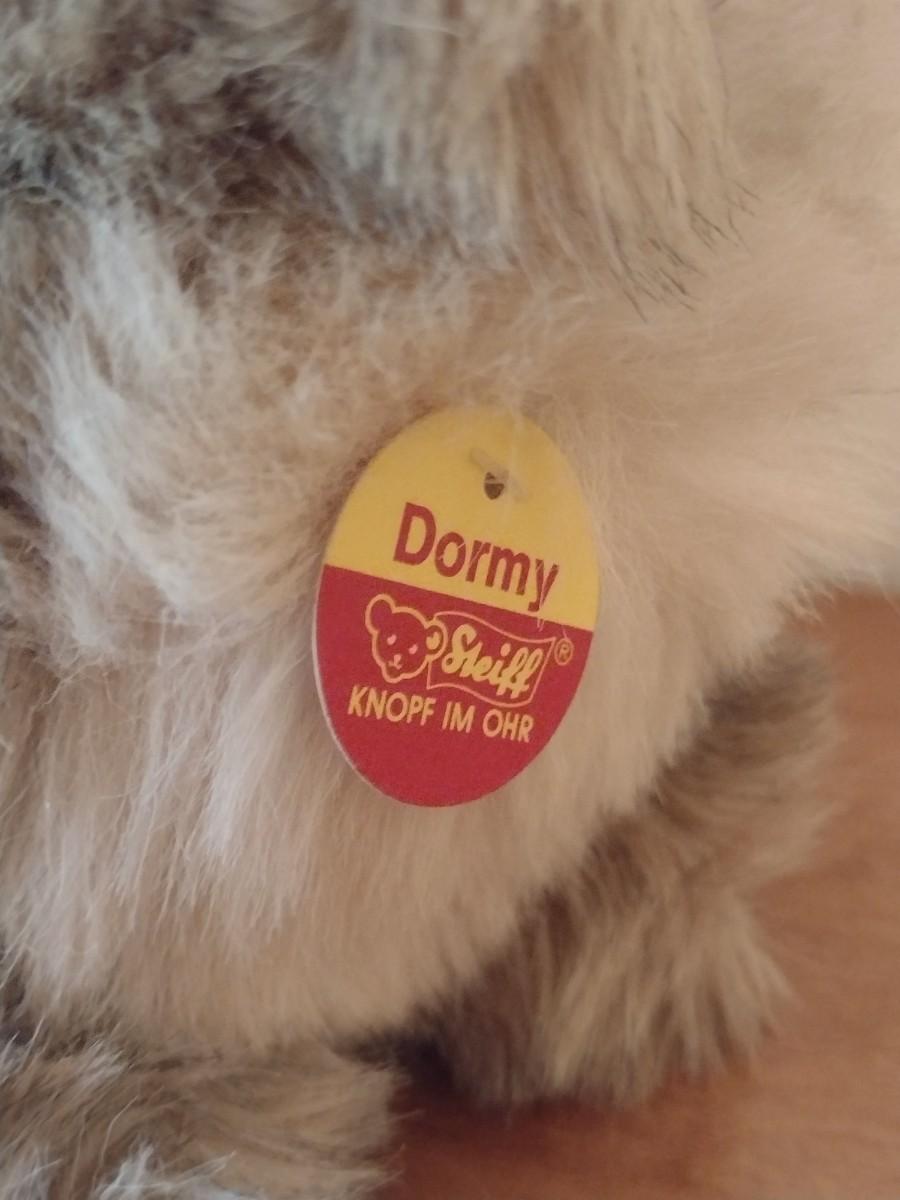 Dormy
Steiff®
KNOPF IM OHR